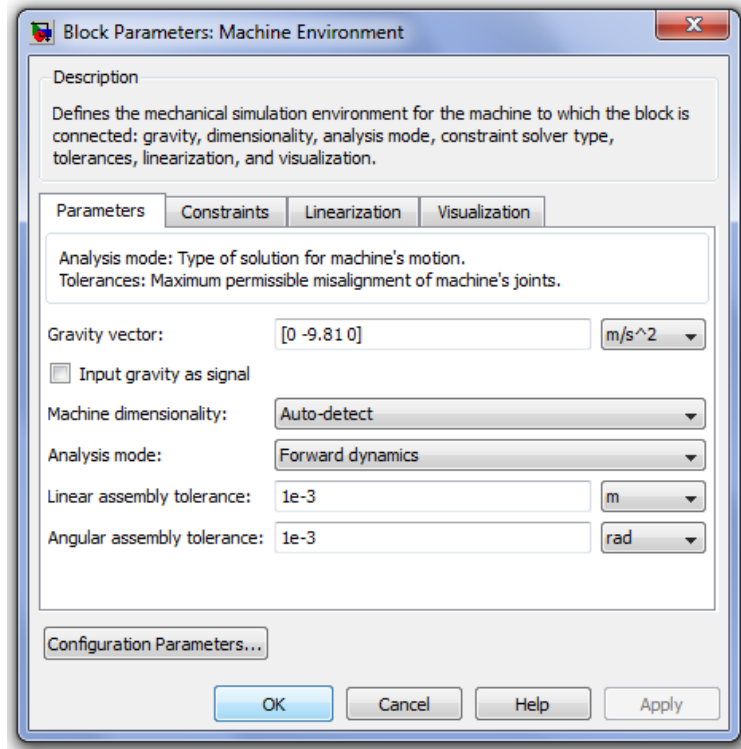 Block Parameters: Machine Environment
X
Description
Defines the mechanical simulation environment for the machine to which the block is
connected: gravity, dimensionality, analysis mode, constraint solver type,
tolerances, linearization, and visualization.
Parameters Constraints Linearization Visualization
Analysis mode: Type of solution for machine's motion.
Tolerances: Maximum permissible misalignment of machine's joints.
Gravity vector: [0 -9.81 0] m/s^2
Input gravity as signal
Machine dimensionality: Auto-detect
Analysis mode: Forward dynamics
Linear assembly tolerance: 1e-3 m
Angular assembly tolerance: 1e-3 rad
Configuration Parameters...
OK Cancel Help Apply